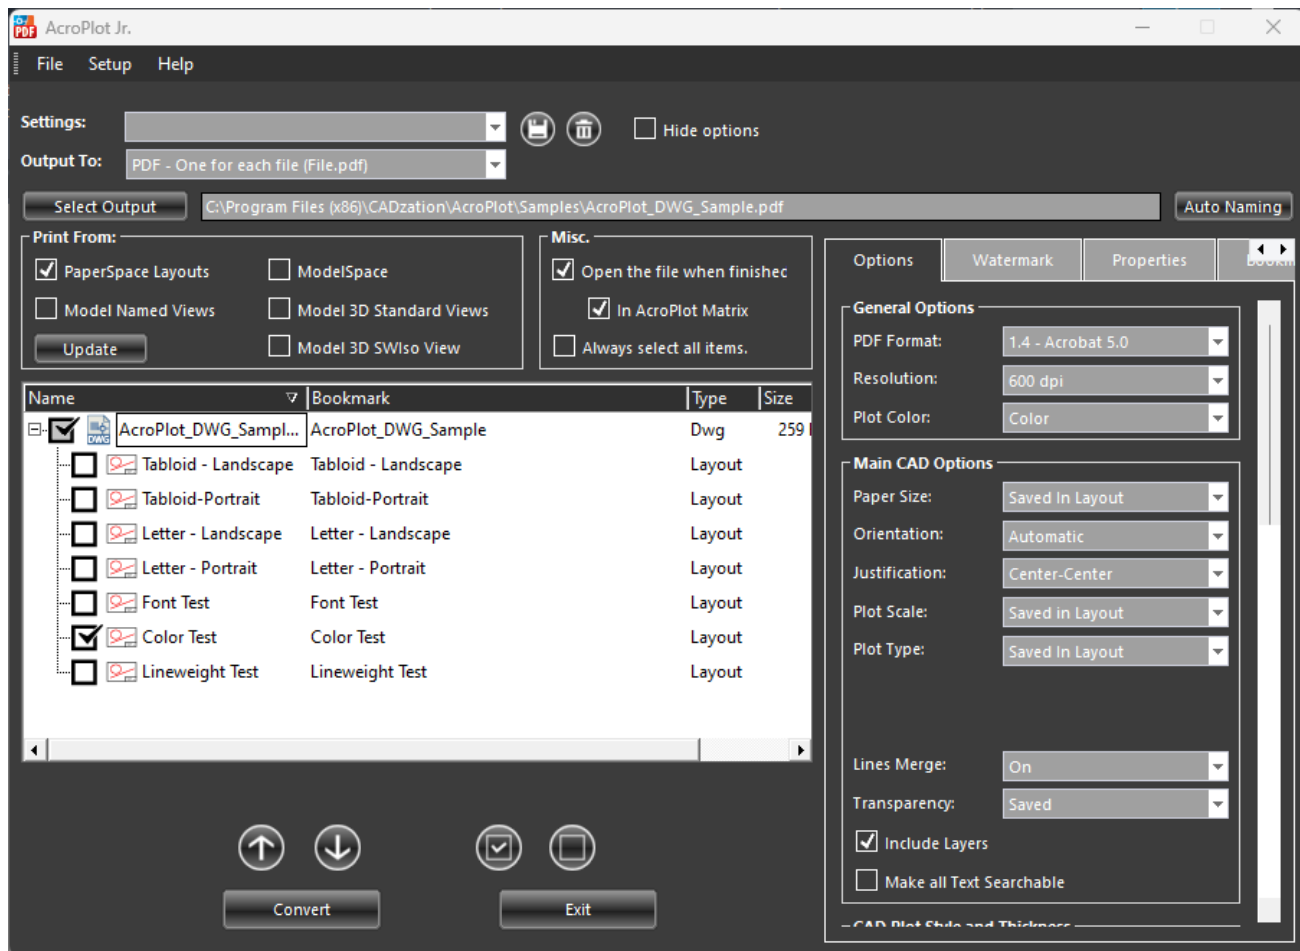 AcroPlot Jr.
File Setup Help
Settings:
Hide options
Output To: PDF - One for each file (File.pdf)
Select Output C:\Program Files (x86)\CADzation\AcroPlot\Samples\AcroPlot_DWG_Sample.pdf Auto Naming
Print From:
PaperSpace Layouts ModelSpace
Model Named Views Model 3D Standard Views
Update Model 3D SWIso View
Misc.
Open the file when finishec
In AcroPlot Matrix
Always select all items.
Name Bookmark Type Size
AcroPlot_DWG_Sampl... AcroPlot_DWG_Sample Dwg 259
Tabloid - Landscape Tabloid - Landscape Layout
Tabloid-Portrait Tabloid-Portrait Layout
Letter - Landscape Letter - Landscape Layout
Letter - Portrait Letter - Portrait Layout
Font Test Font Test Layout
Color Test Color Test Layout
Lineweight Test Lineweight Test Layout
Convert Exit
Options Watermark Properties
General Options
PDF Format: 1.4 - Acrobat 5.0
Resolution: 600 dpi
Plot Color: Color
Main CAD Options
Paper Size: Saved In Layout
Orientation: Automatic
Justification: Center-Center
Plot Scale: Saved in Layout
Plot Type: Saved In Layout
Lines Merge: On
Transparency: Saved
Include Layers
Make all Text Searchable
CAD Plot Style and Thickness